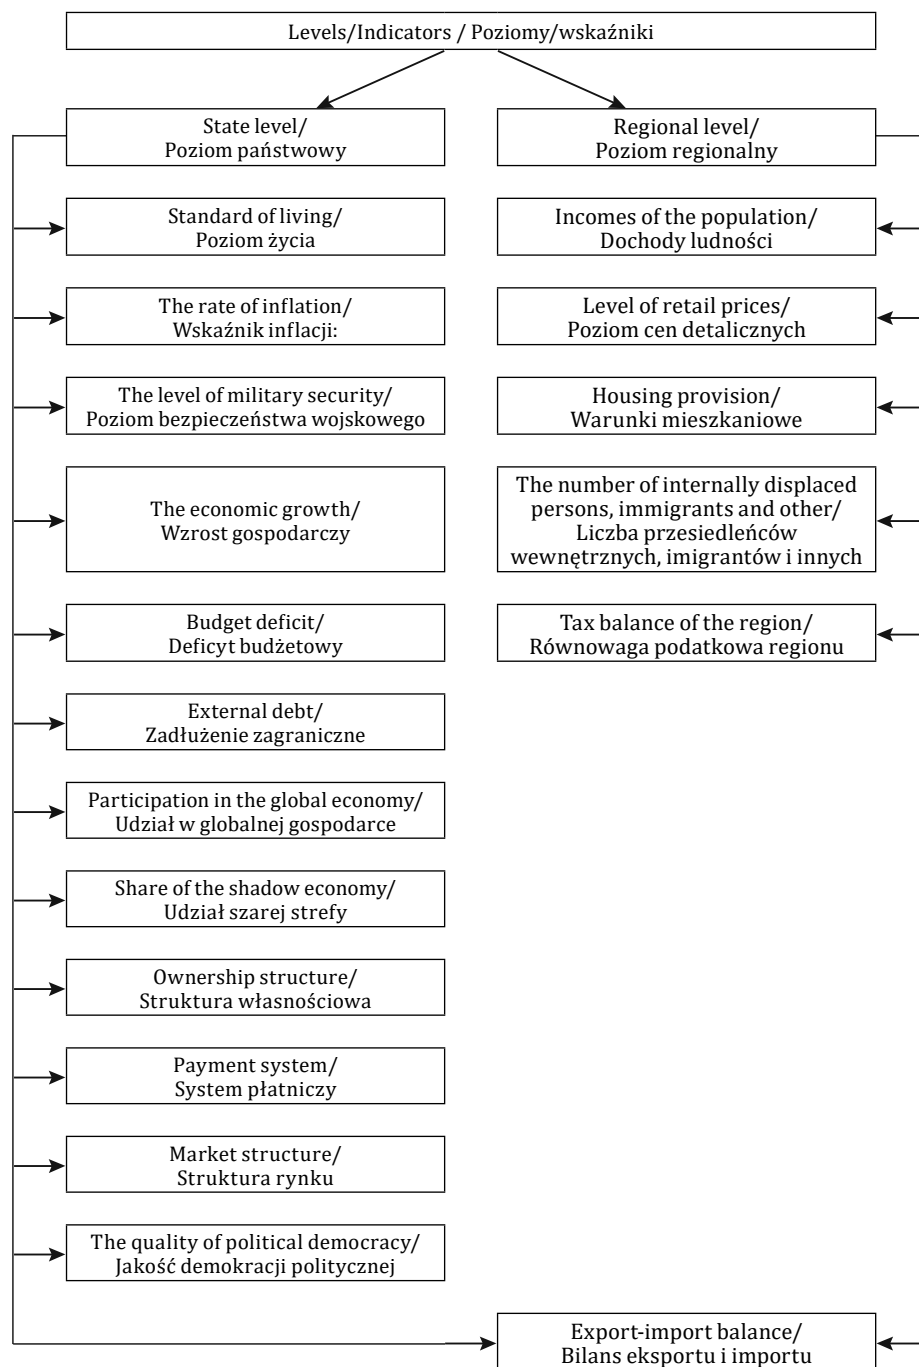 Levels/Indicators / Poziomy/wskaźniki
State level/
Poziom państwowy
Regional level/
Poziom regionalny
Standard of living/
Poziom życia
Incomes of the population/
Dochody ludności
The rate of inflation/
Wskaźnik inflacji:
Level of retail prices/
Poziom cen detalicznych
The level of military security/
Poziom bezpieczeństwa wojskowego
Housing provision/
Warunki mieszkaniowe
The economic growth/
Wzrost gospodarczy
The number of internally displaced
persons, immigrants and other/
Liczba przesiedleńców
wewnętrznych, imigrantów i innych
Budget deficit/
Deficyt budżetowy
Tax balance of the region/
Równowaga podatkowa regionu
External debt/
Zadłużenie zagraniczne
Participation in the global economy/
Udział w globalnej gospodarce
Share of the shadow economy/
Udział szarej strefy
Ownership structure/
Struktura własnościowa
Payment system/
System płatniczy
Market structure/
Struktura rynku
The quality of political democracy/
Jakość demokracji politycznej
Export-import balance/
Bilans eksportu i importu